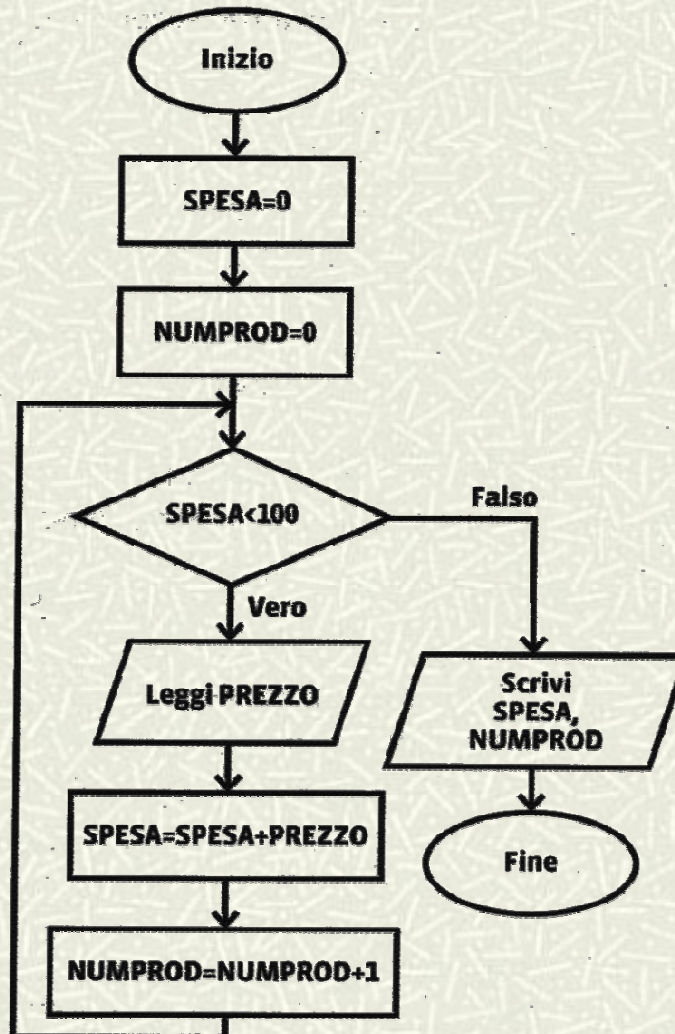 Inizio
SPESA=0
NUMPROD=0
SPESA<100
Falso
Vero
Leggi PREZZO
Scrivi
SPESA,
NUMPROD
SPESA=SPESA+PREZZO
Fine
NUMPROD=NUMPROD+1